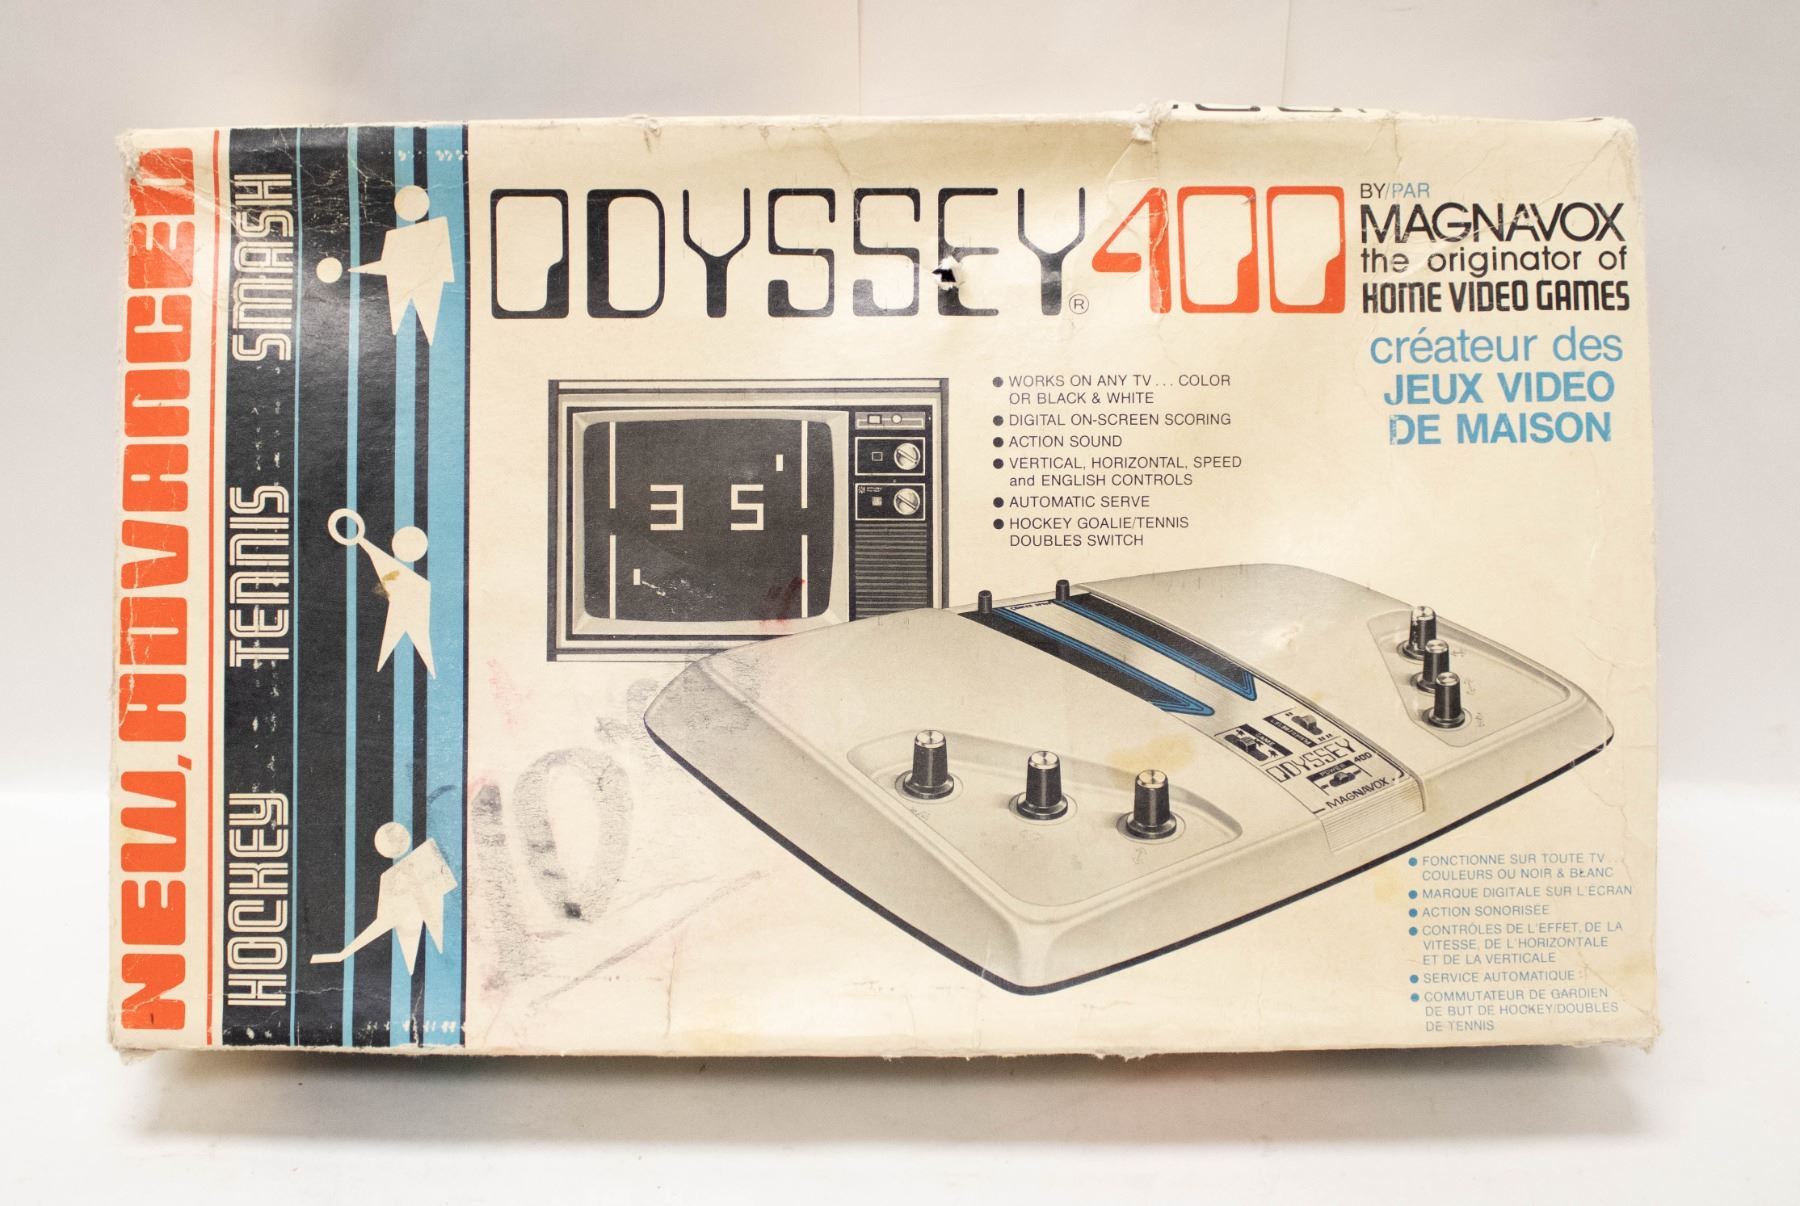 NEW, ADVANCED
SMASH
TENNIS
HOCKEY
ODYSSEY® 400
BY/PAR
MAGNAVOX
the originator of
HOME VIDEO GAMES
créateur des
JEUX VIDEO
DE MAISON
3 5
● WORKS ON ANY TV... COLOR
OR BLACK & WHITE
● DIGITAL ON-SCREEN SCORING
● ACTION SOUND
● VERTICAL, HORIZONTAL, SPEED
and ENGLISH CONTROLS
● AUTOMATIC SERVE
● HOCKEY GOALIE/TENNIS
DOUBLES SWITCH
ODYSSEY
400
POWER
MAGNAVOX
10
● FONCTIONNE SUR TOUTE TV...
COULEURS OU NOIR & BLANC
● MARQUE DIGITALE SUR L'ÉCRAN
● ACTION SONORISÉE
● CONTRÔLES DE L'EFFET, DE LA
VITESSE, DE L'HORIZONTALE
ET DE LA VERTICALE
● SERVICE AUTOMATIQUE
● COMMUTATEUR DE GARDIEN
DE BUT DE HOCKEY/DOUBLES
DE TENNIS